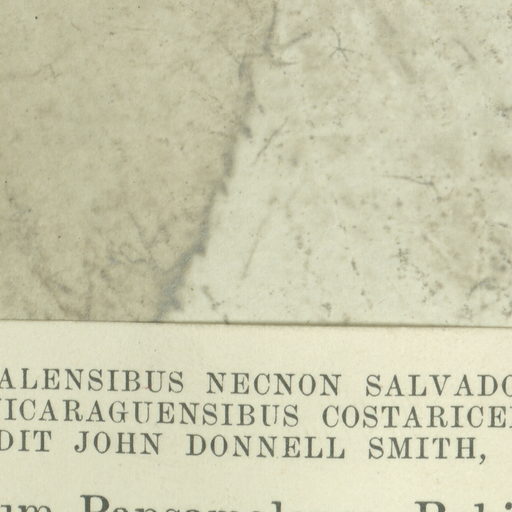 ALENSIBUS NECNON SALVADO
NICARAGUENSIBUS COSTARICE
DIT JOHN DONNELL SMITH,